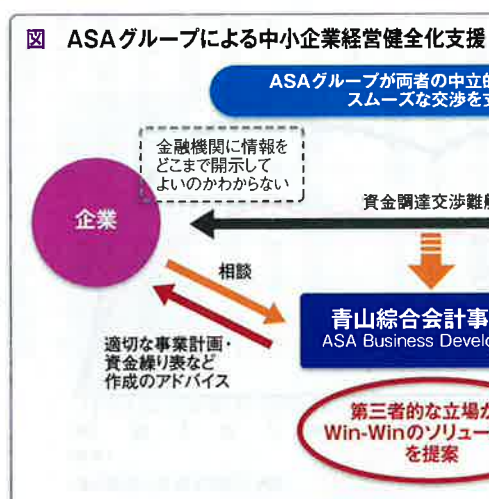 図 ASAグループによる中小企業経営健全化支援
ASAグループが両者の中立的
スムーズな交渉を支
金融機関に情報を
どこまで開示して
よいのかわからない
企業
資金調達交渉難航
相談
青山綜合会計事
ASA Business Develo
適切な事業計画・
資金繰り表など
作成のアドバイス
第三者的な立場か
Win-Winのソリュー
を提案